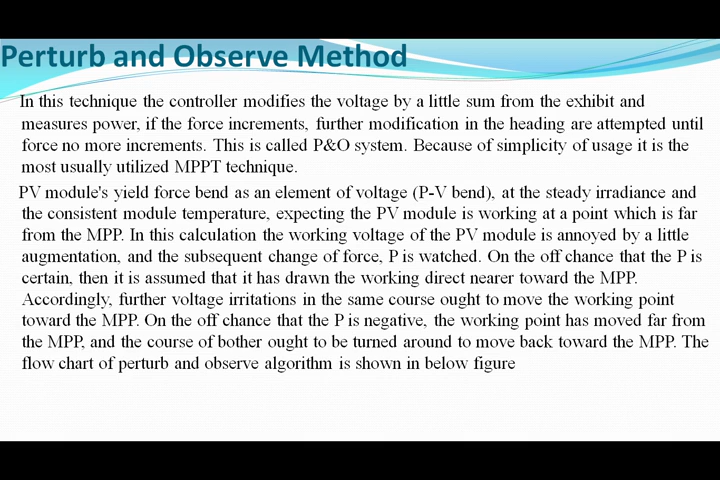 Perturb and Observe Method
In this technique the controller modifies the voltage by a little sum from the exhibit and
measures power, if the force increments, further modification in the heading are attempted until
force no more increments. This is called P&O system. Because of simplicity of usage it is the
most usually utilized MPPT technique.
PV module's yield force bend as an element of voltage (P-V bend), at the steady irradiance and
the consistent module temperature, expecting the PV module is working at a point which is far
from the MPP. In this calculation the working voltage of the PV module is annoyed by a little
augmentation, and the subsequent change of force, P is watched. On the off chance that the P is
certain, then it is assumed that it has drawn the working direct nearer toward the MPP.
Accordingly, further voltage irritations in the same course ought to move the working point
toward the MPP. On the off chance that the P is negative, the working point has moved far from
the MPP, and the course of bother ought to be turned around to move back toward the MPP. The
flow chart of perturb and observe algorithm is shown in below figure